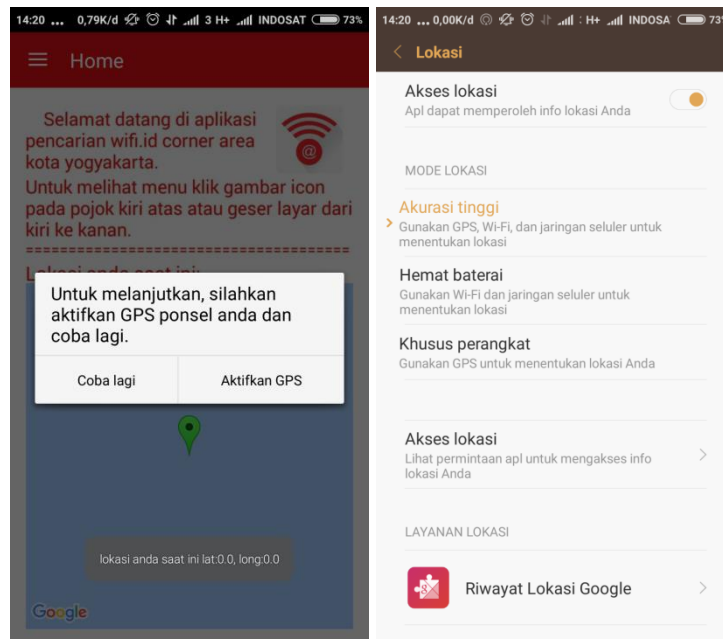 14:20 ... 0,79K/d 3 H+ INDOSAT 73%
Home
Selamat datang di aplikasi
pencarian wifi.id corner area
kota yogyakarta.
@
Untuk melihat menu klik gambar icon
pada pojok kiri atas atau geser layar dari
kiri ke kanan.
=====================================
Lokasi anda saat ini:
Untuk melanjutkan, silahkan
aktifkan GPS ponsel anda dan
coba lagi.
Coba lagi Aktifkan GPS
lokasi anda saat ini lat:0.0, long:0.0
Google
14:20 ... 0,00K/d : H+ INDOSA 73%
Lokasi
Akses lokasi
Apl dapat memperoleh info lokasi Anda
MODE LOKASI
Akurasi tinggi
Gunakan GPS, Wi-Fi, dan jaringan seluler untuk
menentukan lokasi
Hemat baterai
Gunakan Wi-Fi dan jaringan seluler untuk
menentukan lokasi
Khusus perangkat
Gunakan GPS untuk menentukan lokasi Anda
Akses lokasi
Lihat permintaan apl untuk mengakses info
lokasi Anda
LAYANAN LOKASI
Riwayat Lokasi Google